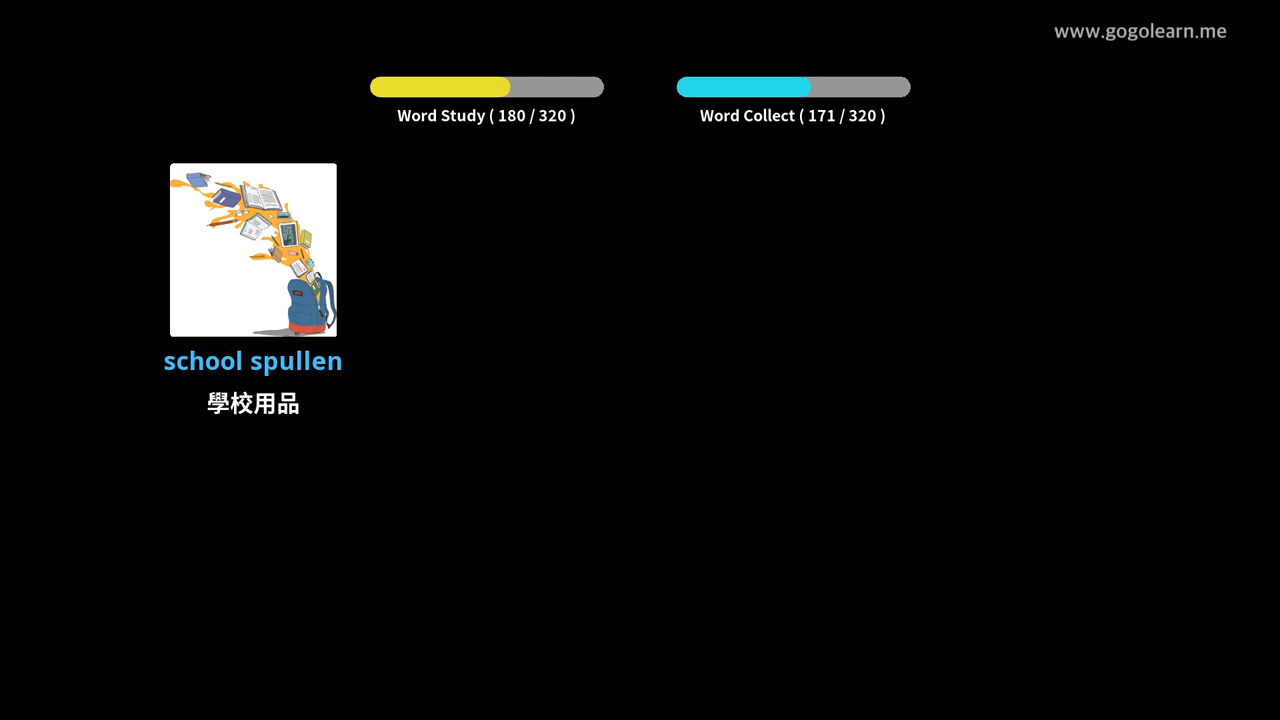 www.gogolearn.me
Word Study ( 180 / 320 )
Word Collect ( 171 / 320 )
school spullen
學校用品